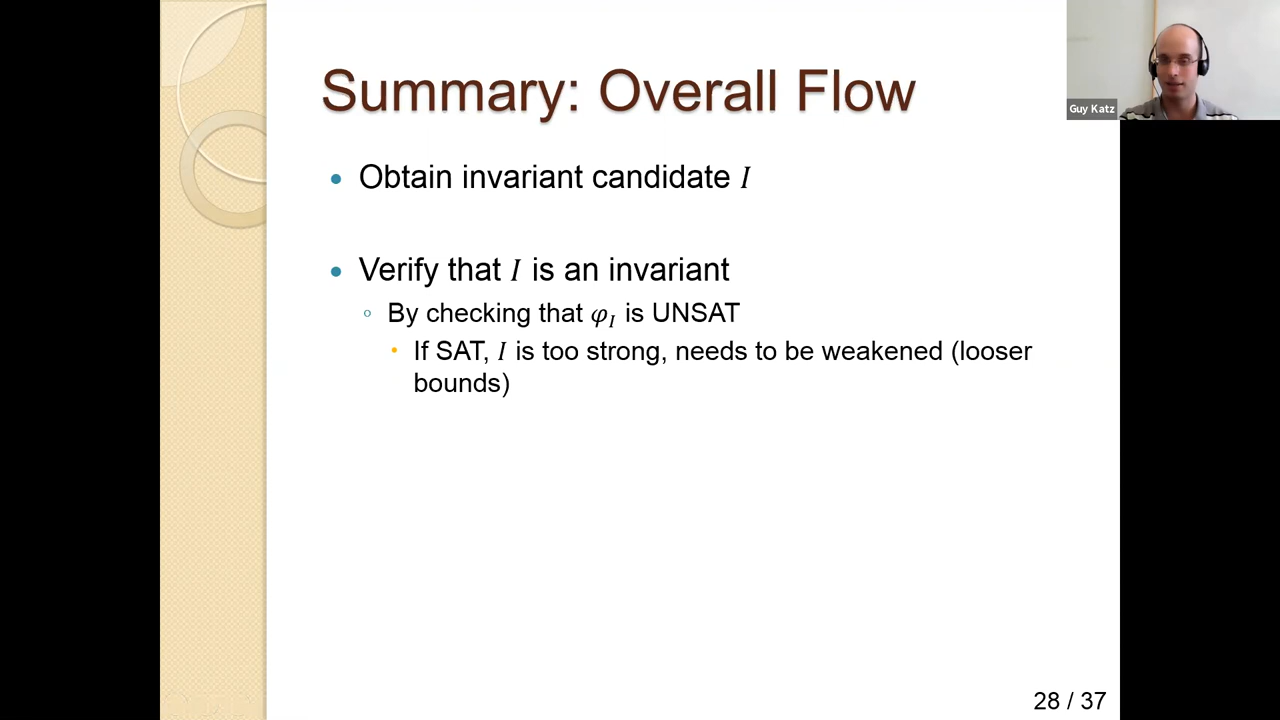 Summary: Overall Flow
Guy Katz
• Obtain invariant candidate I
• Verify that I is an invariant
◦ By checking that φ_I is UNSAT
• If SAT, I is too strong, needs to be weakened (looser
bounds)
28 / 37